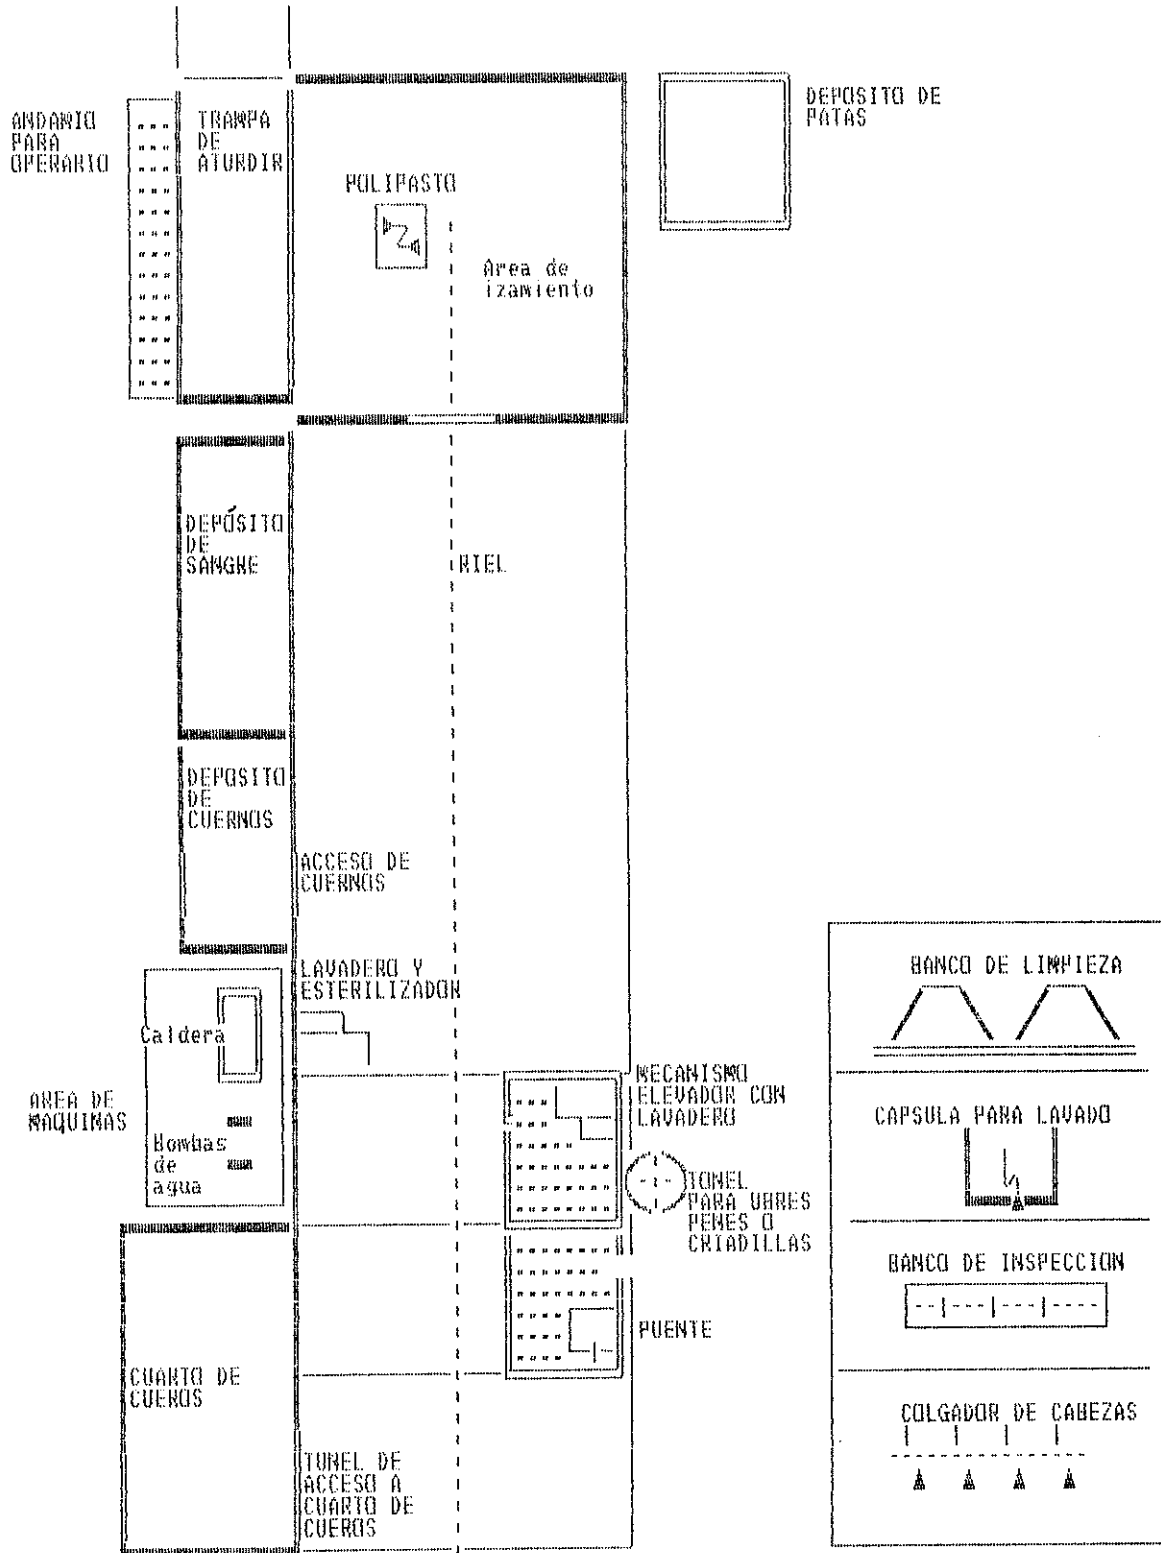 ANDAMIO
PARA
OPERARIO
TRAMPA
DE
ATURDIR
POLIPASTO
Area de
izamiento
DEPOSITO DE
PATAS
DEPÓSITO
DE
SANGRE
RIEL
DEPOSITO
DE
CUERNOS
ACCESO DE
CUERNOS
LAVADERO Y
ESTERILIZADOR
Caldera
AREA DE
MAQUINAS
Bombas
de
agua
MECANISMO
ELEVADOR CON
LAVADERO
TONEL
PARA UBRES
PENES O
CRIADILLAS
PUENTE
CUARTO DE
CUEROS
TUNEL DE
ACCESO A
CUARTO DE
CUEROS
BANCO DE LIMPIEZA
CAPSULA PARA LAVADO
BANCO DE INSPECCION
COLGADOR DE CABEZAS